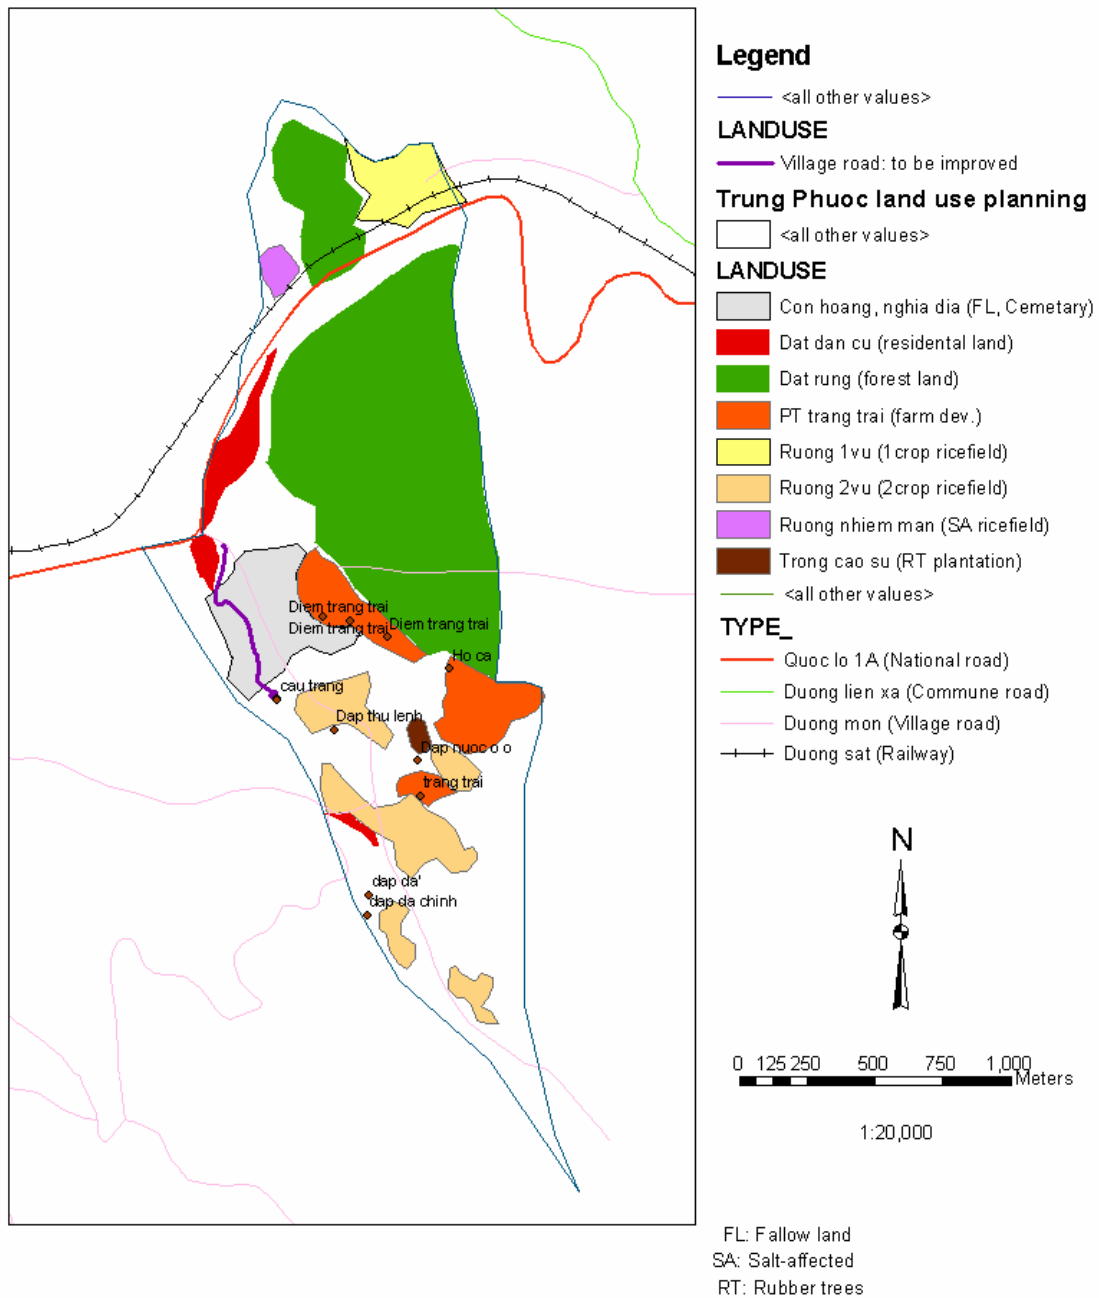 Legend
<all other values>
LANDUSE
Village road: to be improved
Trung Phuoc land use planning
<all other values>
LANDUSE
Con hoang, nghia dia (FL, Cemetary)
Dat dan cu (residental land)
Dat rung (forest land)
PT trang trai (farm dev.)
Ruong 1vu (1crop ricefield)
Ruong 2vu (2crop ricefield)
Ruong nhiem man (SA ricefield)
Trong cao su (RT plantation)
<all other values>
TYPE_
Quoc lo 1A (National road)
Duong lien xa (Commune road)
Duong mon (Village road)
Duong sat (Railway)
Diem trang trai
Diem trang trai
Diem trang trai
Ho ca
cau trang
Dap thu lenh
Dap nuoc o o
trang trai
dap da'
dap da chinh
N
0 125 250 500 750 1,000
Meters
1:20,000
FL: Fallow land
SA: Salt-affected
RT: Rubber trees